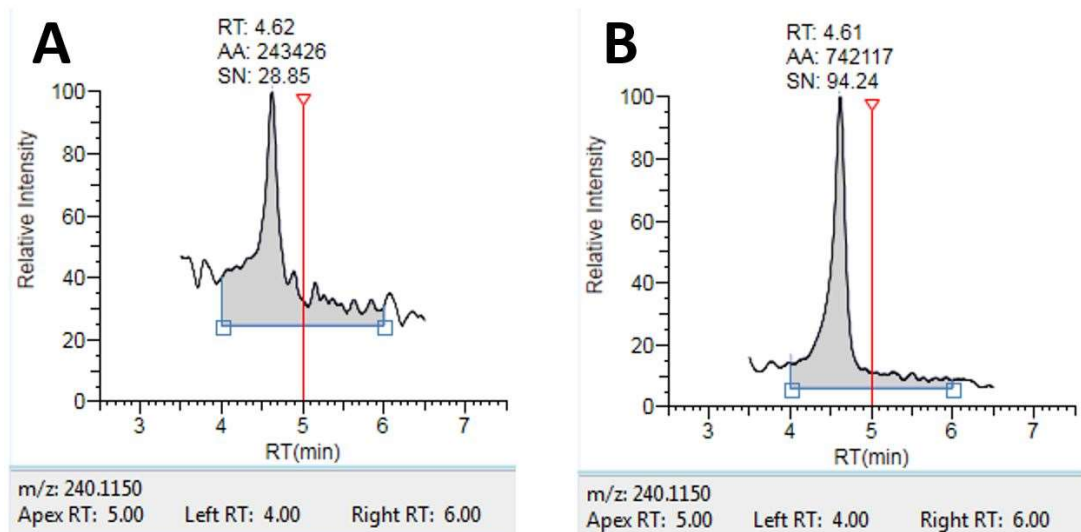 A
RT: 4.62
AA: 243426
SN: 28.85
Relative Intensity
100
80
60
40
20
0
3 4 5 6 7
RT(min)
m/z: 240.1150
Apex RT: 5.00 Left RT: 4.00 Right RT: 6.00
B
RT: 4.61
AA: 742117
SN: 94.24
Relative Intensity
100
80
60
40
20
0
3 4 5 6 7
RT(min)
m/z: 240.1150
Apex RT: 5.00 Left RT: 4.00 Right RT: 6.00